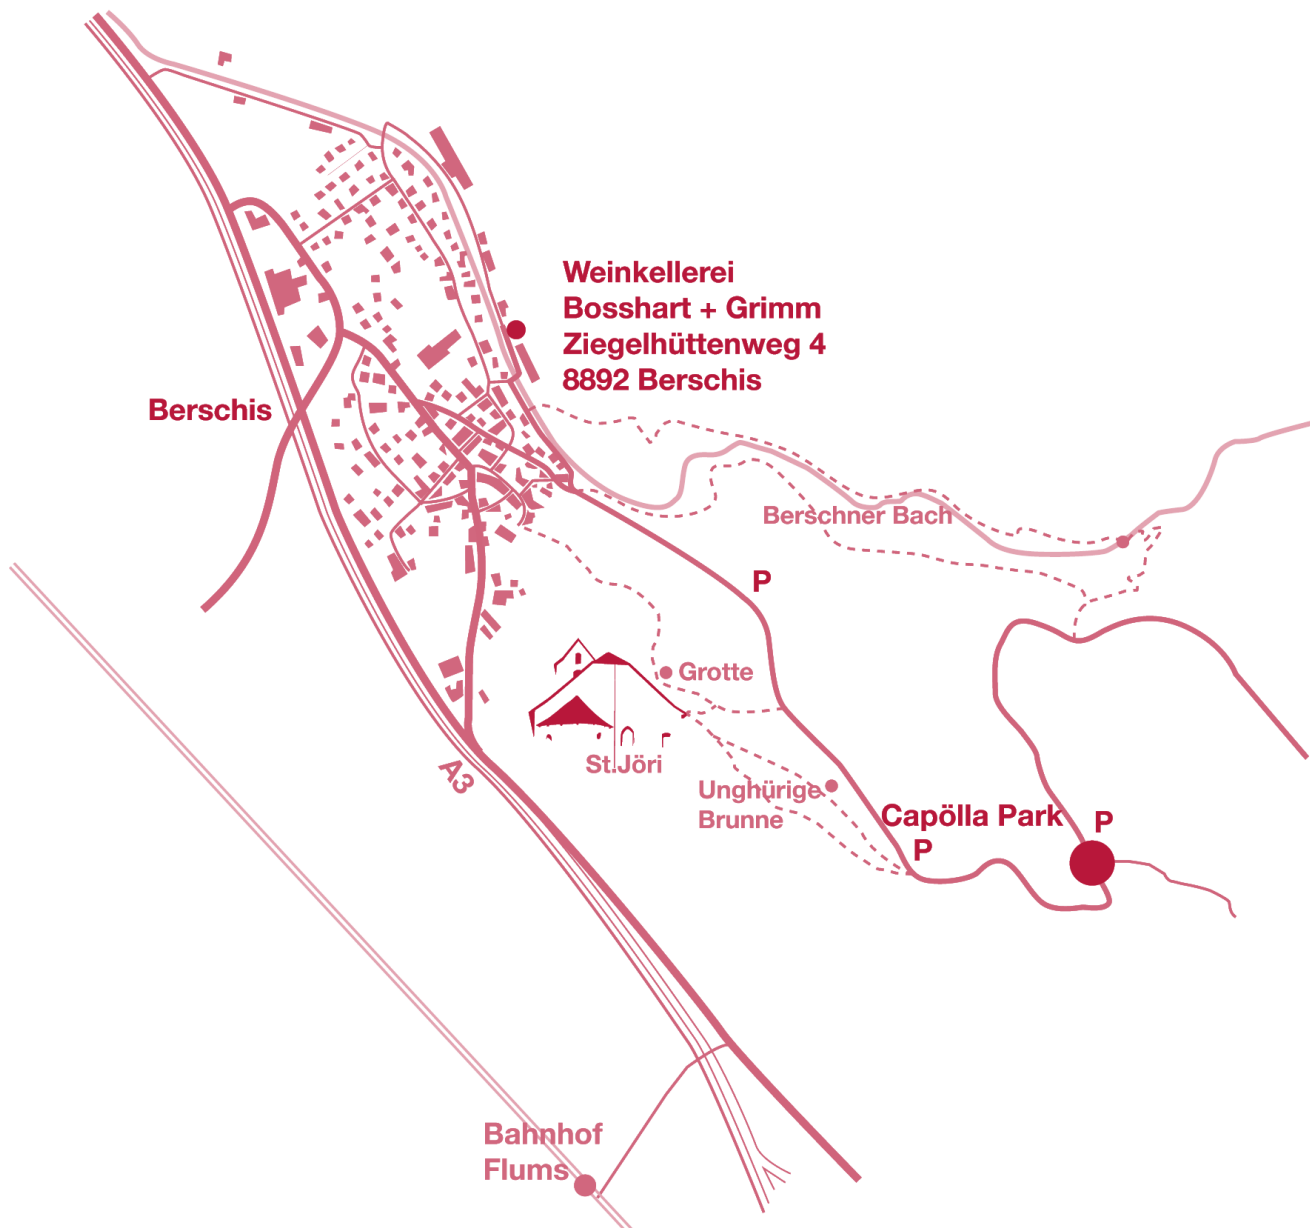 Weinkellerei
Bosshart + Grimm
Ziegelhüttenweg 4
8892 Berschis
Berschis
Berschner Bach
P
Grotte
St.Jöri
A3
Unghürige
Brunne
Capölla Park
P
P
Bahnhof
Flums